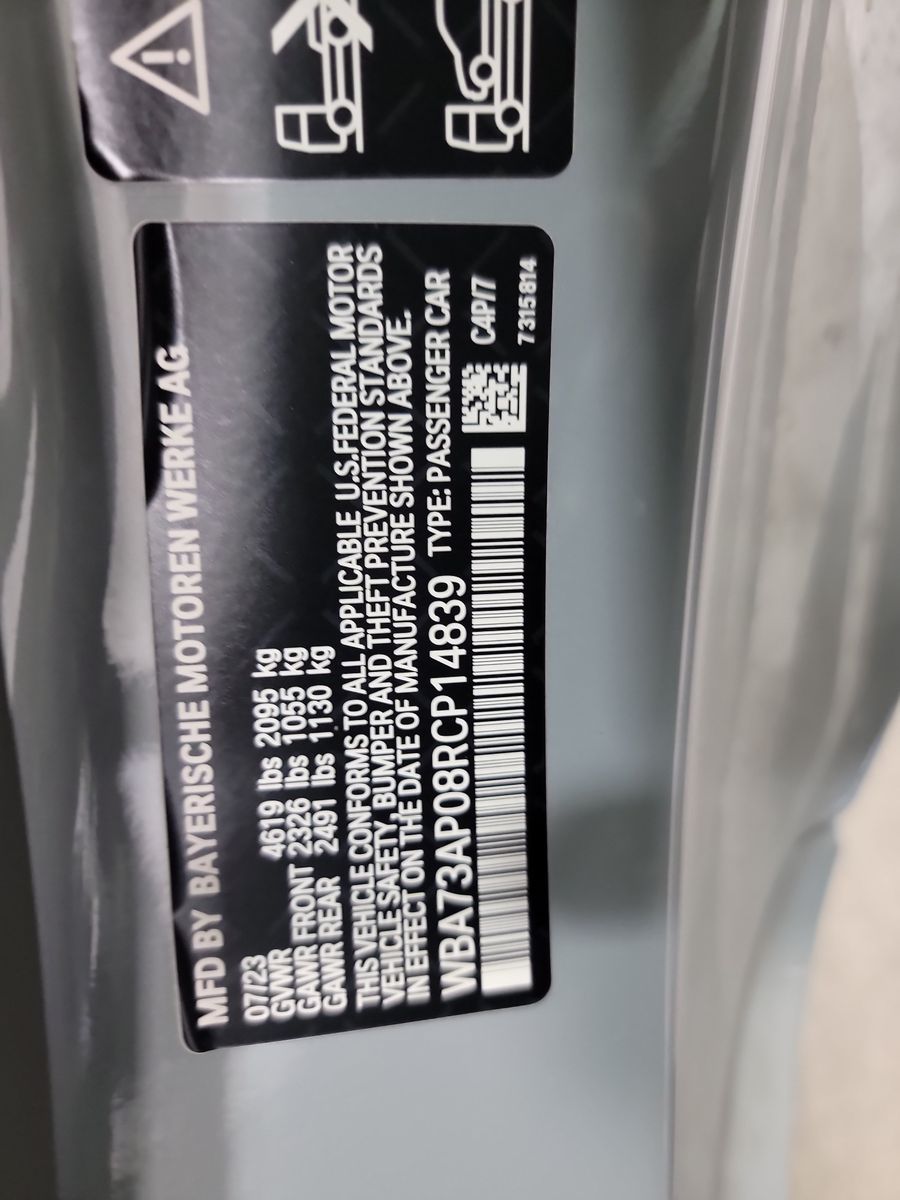 MFD BY BAYERISCHE MOTOREN WERKE AG
07/23
GVWR 4619 lbs 2095 kg
GAWR FRONT 2326 lbs 1055 kg
GAWR REAR 2491 lbs 1130 kg
THIS VEHICLE CONFORMS TO ALL APPLICABLE U.S.FEDERAL MOTOR
VEHICLE SAFETY, BUMPER AND THEFT PREVENTION STANDARDS
IN EFFECT ON THE DATE OF MANUFACTURE SHOWN ABOVE.
WBA73AP08RCP14839 TYPE: PASSENGER CAR
C4P/7
7 315 814